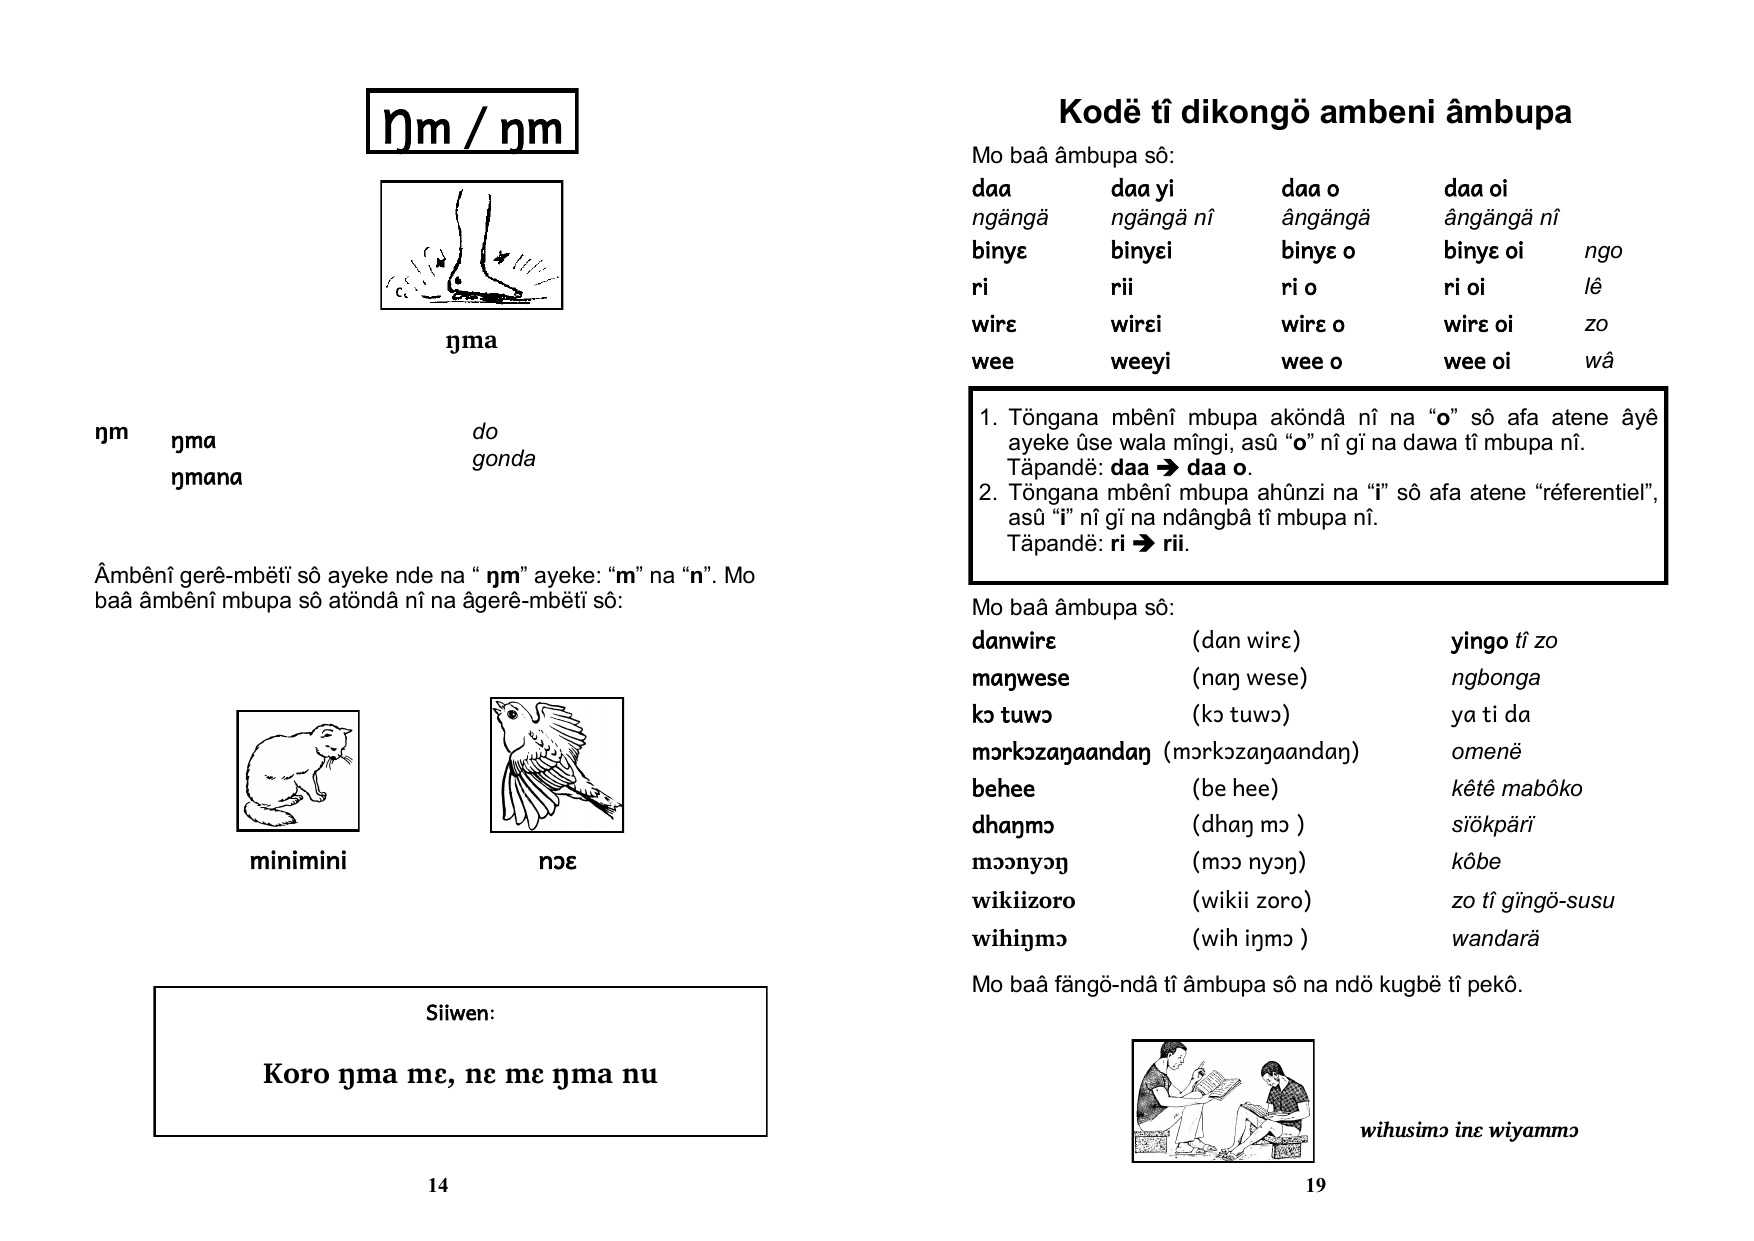 Ŋm / ŋm
ŋma
ŋm ŋma do
ŋmana gonda
Âmbênî gerê-mbëtï sô ayeke nde na “ ŋm” ayeke: “m” na “n”. Mo
baâ âmbênî mbupa sô atöndâ nî na âgerê-mbëtï sô:
minimini nɔɛ
Siiwen:
Koro ŋma mɛ, nɛ mɛ ŋma nu
14
Kodë tî dikongö ambeni âmbupa
Mo baâ âmbupa sô:
daa daa yi daa o daa oi
ngängä ngängä nî ângängä ângängä nî
binyɛ binyɛi binyɛ o binyɛ oi ngo
ri rii ri o ri oi lê
wirɛ wirɛi wirɛ o wirɛ oi zo
wee weeyi wee o wee oi wâ
1. Töngana mbênî mbupa aköndâ nî na “o” sô afa atene âyê
ayeke ûse wala mîngi, asû “o” nî gï na dawa tî mbupa nî.
Täpandë: daa ➔ daa o.
2. Töngana mbênî mbupa ahûnzi na “i” sô afa atene “réferentiel”,
asû “i” nî gï na ndângbâ tî mbupa nî.
Täpandë: ri ➔ rii.
Mo baâ âmbupa sô:
danwirɛ (dan wirɛ) yingo tî zo
maŋwese (naŋ wese) ngbonga
kɔ tuwɔ (kɔ tuwɔ) ya ti da
mɔrkɔzaŋaandaŋ (mɔrkɔzaŋaandaŋ) omenë
behee (be hee) kêtê mabôko
dhaŋmɔ (dhaŋ mɔ ) sïökpärï
mɔɔnyɔŋ (mɔɔ nyɔŋ) kôbe
wikiizoro (wikii zoro) zo tî gïngö-susu
wihiŋmɔ (wih iŋmɔ ) wandarä
Mo baâ fängö-ndâ tî âmbupa sô na ndö kugbë tî pekô.
wihusimɔ inɛ wiyammɔ
19